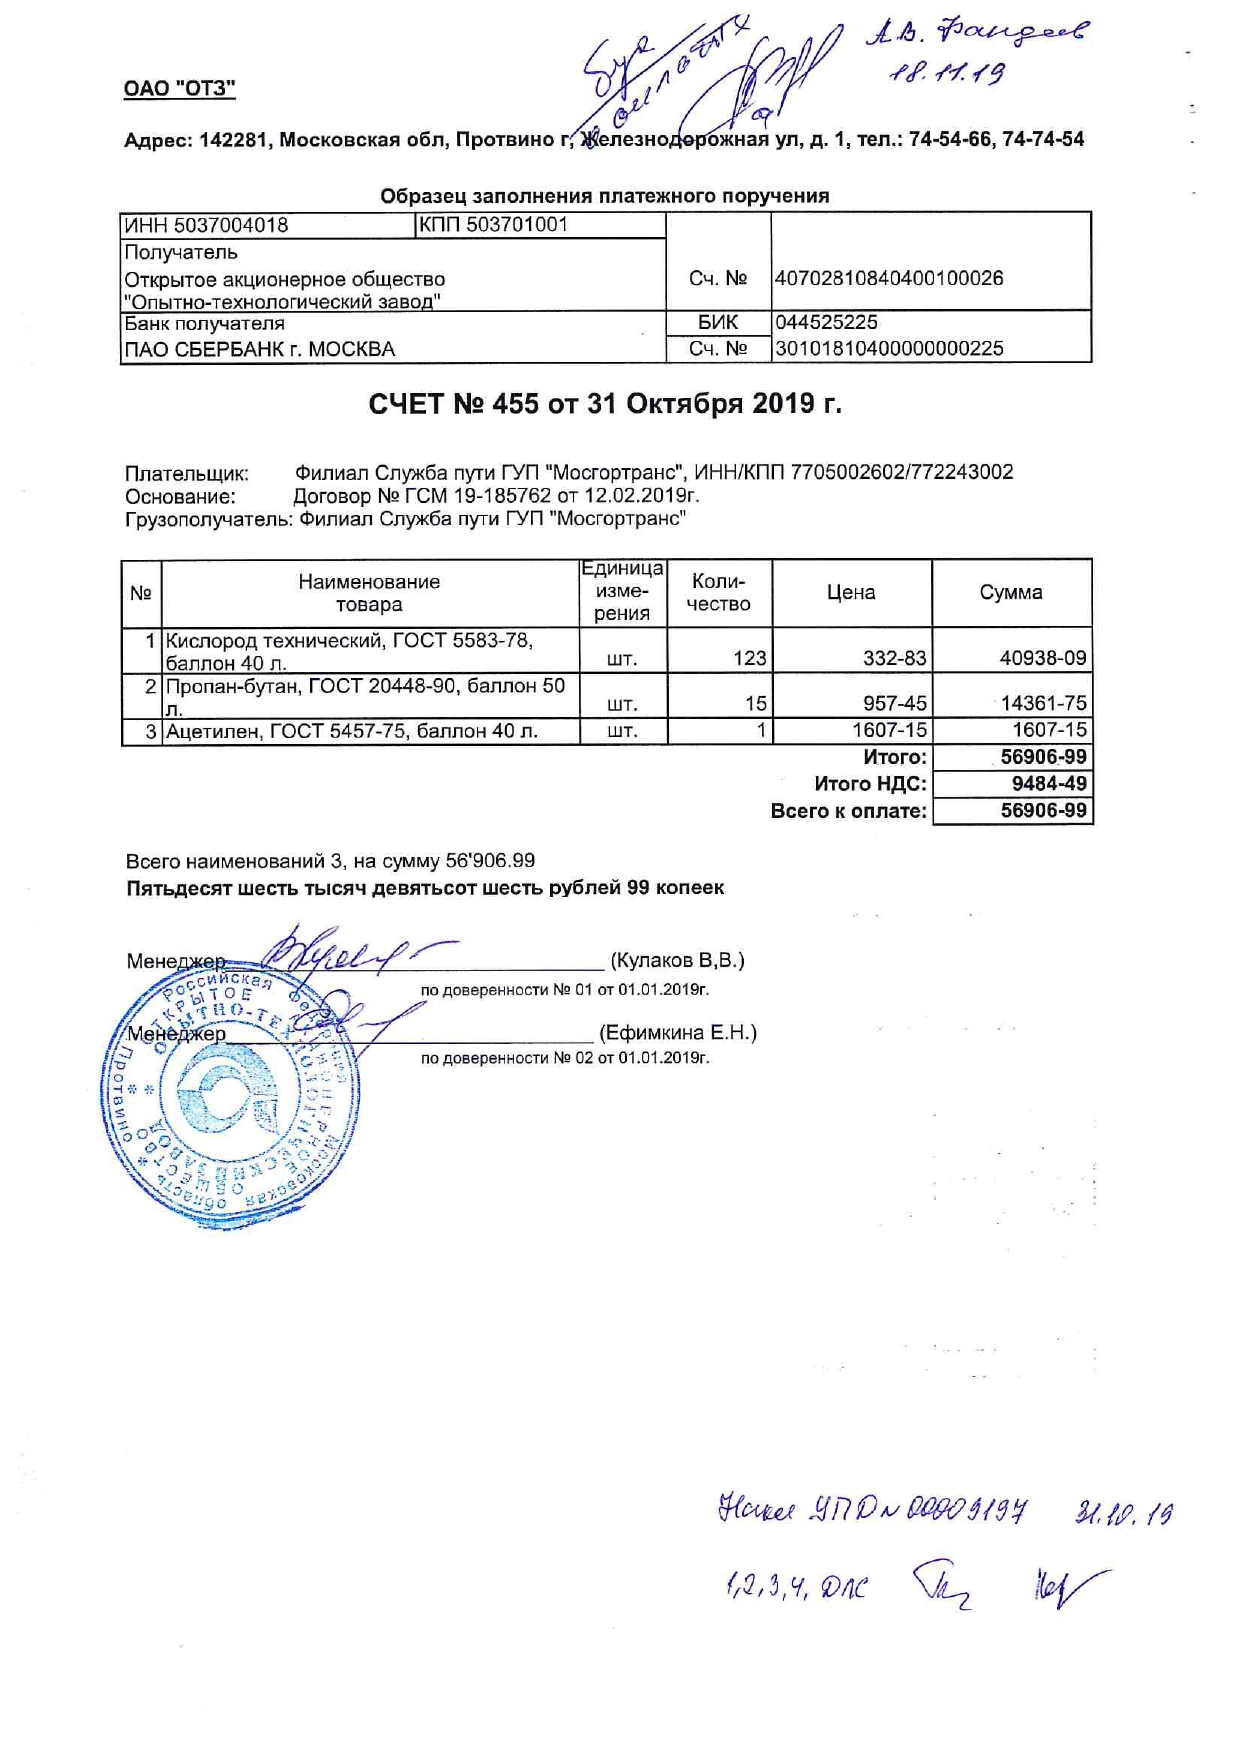 А.В. Фандеев
18.11.19
ОАО "ОТЗ"
Адрес: 142281, Московская обл, Протвино г, Железнодорожная ул, д. 1, тел.: 74-54-66, 74-74-54
Образец заполнения платежного поручения
ИНН 5037004018 КПП 503701001
Получатель
Открытое акционерное общество Сч. № 40702810840400100026
"Опытно-технологический завод"
Банк получателя БИК 044525225
ПАО СБЕРБАНК г. МОСКВА Сч. № 30101810400000000225
СЧЕТ № 455 от 31 Октября 2019 г.
Плательщик: Филиал Служба пути ГУП "Мосгортранс", ИНН/КПП 7705002602/772243002
Основание: Договор № ГСМ 19-185762 от 12.02.2019г.
Грузополучатель: Филиал Служба пути ГУП "Мосгортранс"
№ Наименование товара Единица изме-рения Коли-чество Цена Сумма
1 Кислород технический, ГОСТ 5583-78,
баллон 40 л. шт. 123 332-83 40938-09
2 Пропан-бутан, ГОСТ 20448-90, баллон 50
л. шт. 15 957-45 14361-75
3 Ацетилен, ГОСТ 5457-75, баллон 40 л. шт. 1 1607-15 1607-15
Итого: 56906-99
Итого НДС: 9484-49
Всего к оплате: 56906-99
Всего наименований 3, на сумму 56'906.99
Пятьдесят шесть тысяч девятьсот шесть рублей 99 копеек
Менеджер (Кулаков В,В.)
по доверенности № 01 от 01.01.2019г.
Менеджер (Ефимкина Е.Н.)
по доверенности № 02 от 01.01.2019г.
Российская Федерация * Московская область * Протвино
ОТКРЫТОЕ АКЦИОНЕРНОЕ ОБЩЕСТВО
ОПЫТНО-ТЕХНОЛОГИЧЕСКИЙ ЗАВОД
УПД № 00009197 31.10.19
1,2,3,4, ДЛС